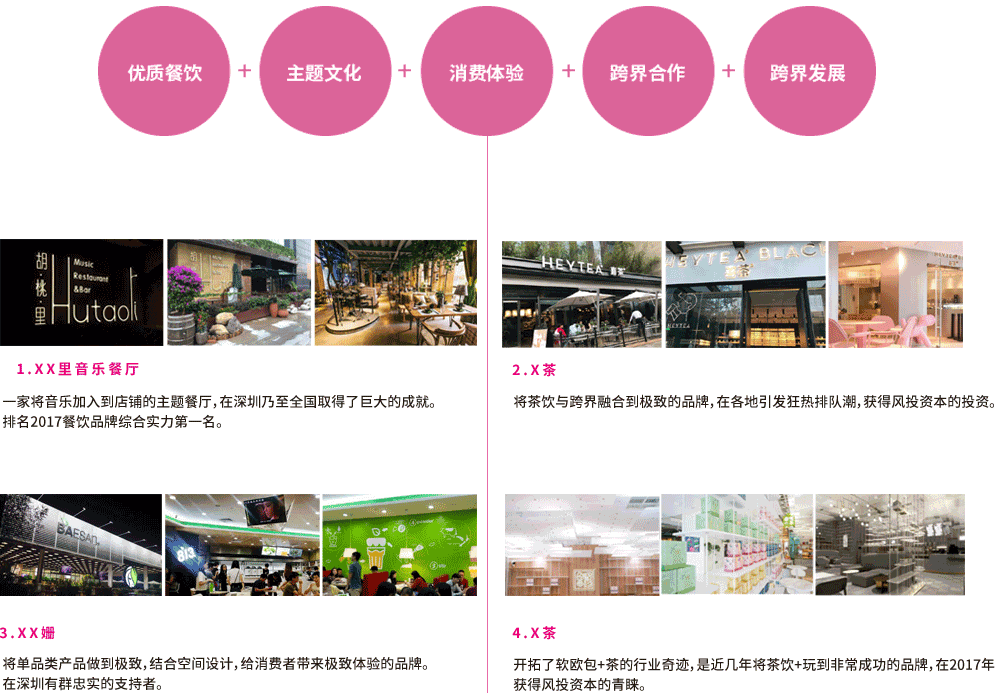 优质餐饮 + 主题文化 + 消费体验 + 跨界合作 + 跨界发展
胡·桃·里
Music
Restaurant
&Bar
Hutaoli
HEYTEA 喜茶
HEYTEA BLACK
喜茶
HEYTEA
1.XX里音乐餐厅
一家将音乐加入到店铺的主题餐厅,在深圳乃至全国取得了巨大的成就。
排名2017餐饮品牌综合实力第一名。
2.X茶
将茶饮与跨界融合到极致的品牌,在各地引发狂热排队潮,获得风投资本的投资。
813
3.XX姗
将单品类产品做到极致,结合空间设计,给消费者带来极致体验的品牌。
在深圳有群忠实的支持者。
4.X茶
开拓了软欧包+茶的行业奇迹,是近几年将茶饮+玩到非常成功的品牌,在2017年
获得风投资本的青睐。